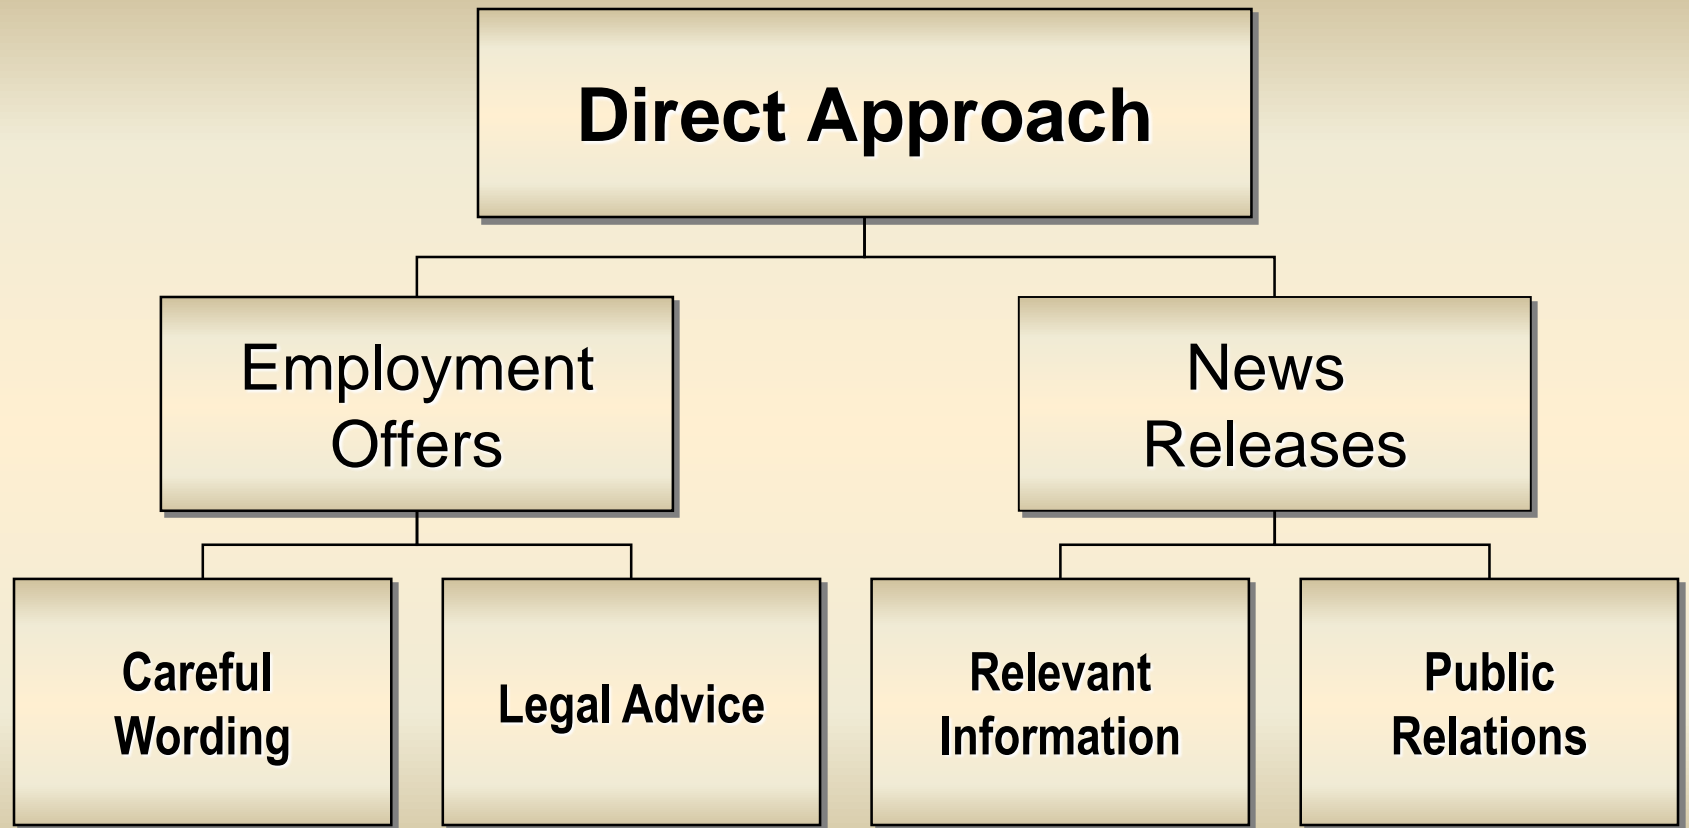 Direct Approach
Employment
Offers
News
Releases
Careful
Wording
Legal Advice
Relevant
Information
Public
Relations